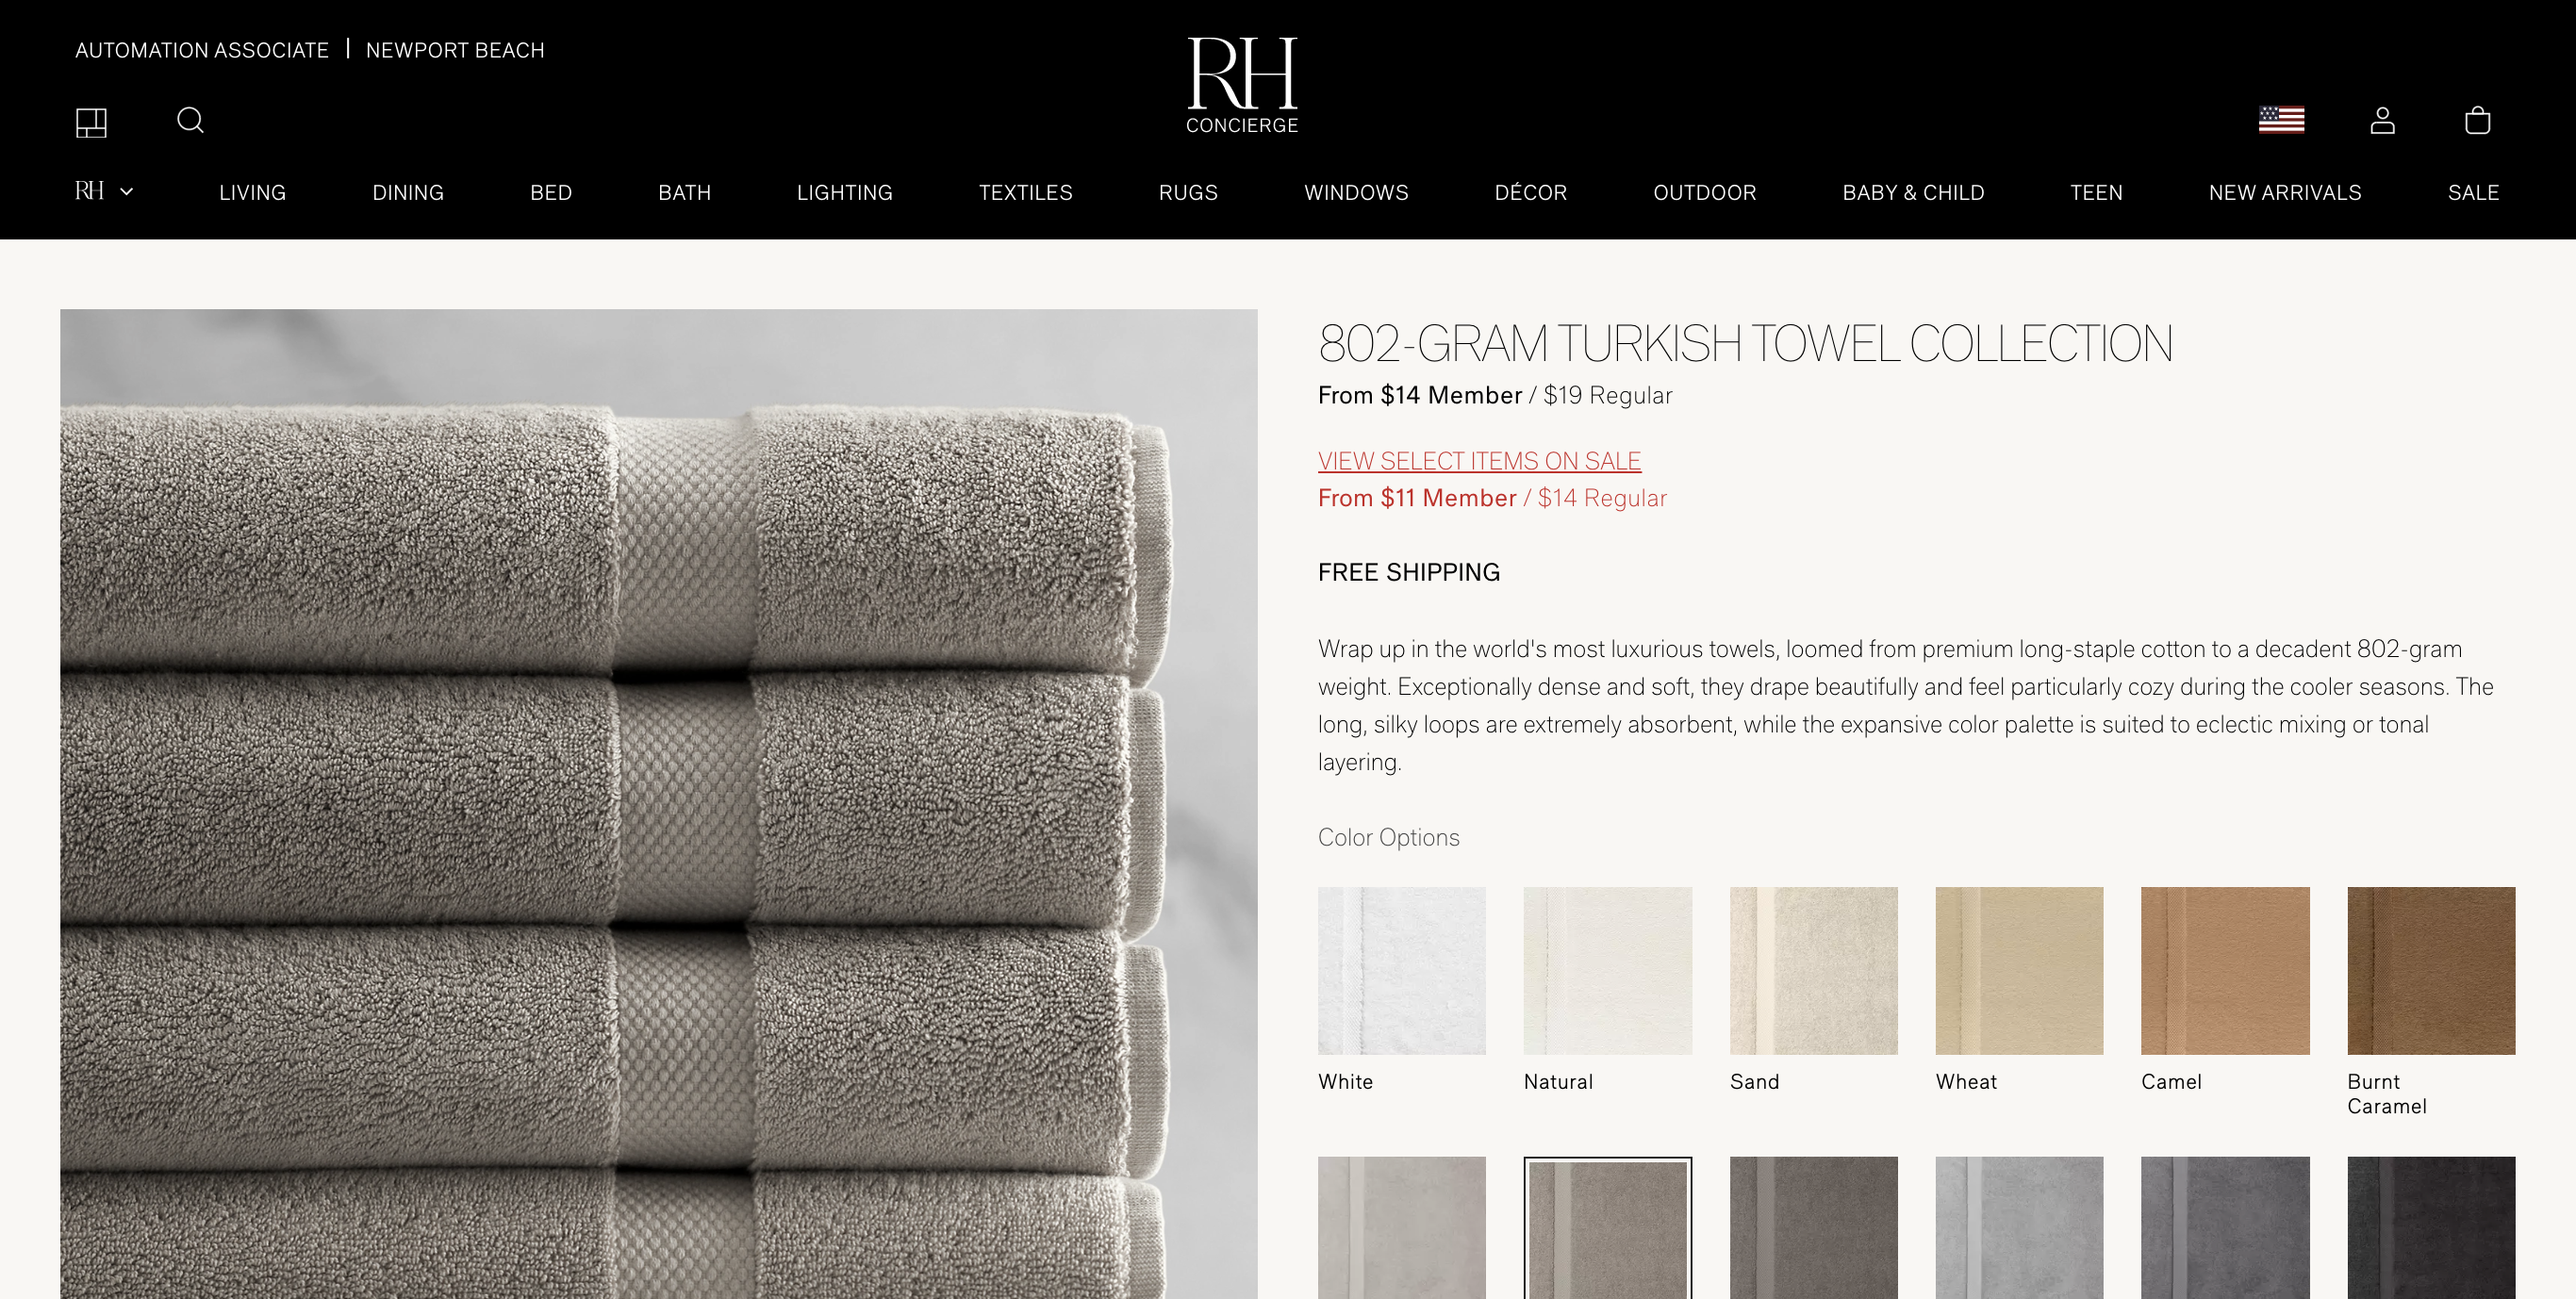 AUTOMATION ASSOCIATE | NEWPORT BEACH
RH
CONCIERGE
RH
LIVING
DINING
BED
BATH
LIGHTING
TEXTILES
RUGS
WINDOWS
DÉCOR
OUTDOOR
BABY & CHILD
TEEN
NEW ARRIVALS
SALE
802-GRAM TURKISH TOWEL COLLECTION
From $14 Member / $19 Regular
VIEW SELECT ITEMS ON SALE
From $11 Member / $14 Regular
FREE SHIPPING
Wrap up in the world's most luxurious towels, loomed from premium long-staple cotton to a decadent 802-gram
weight. Exceptionally dense and soft, they drape beautifully and feel particularly cozy during the cooler seasons. The
long, silky loops are extremely absorbent, while the expansive color palette is suited to eclectic mixing or tonal
layering.
Color Options
White
Natural
Sand
Wheat
Camel
Burnt
Caramel